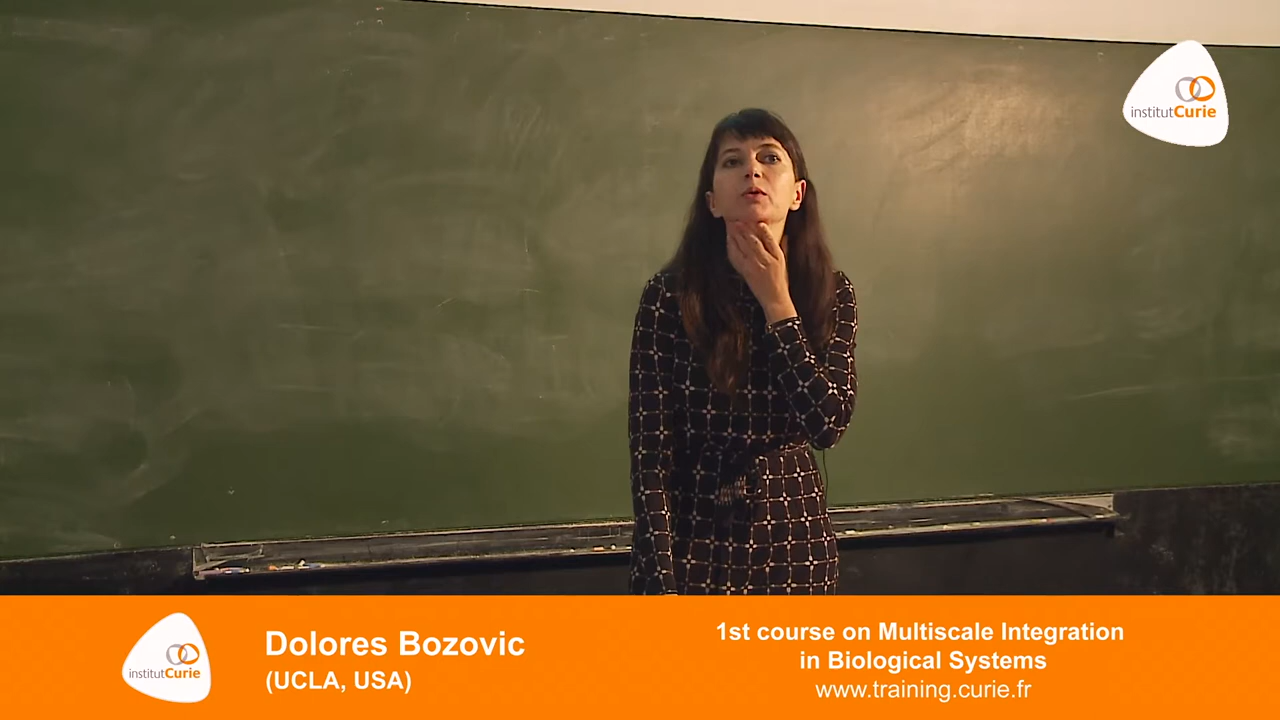 institutCurie
institutCurie
Dolores Bozovic
(UCLA, USA)
1st course on Multiscale Integration
in Biological Systems
www.training.curie.fr